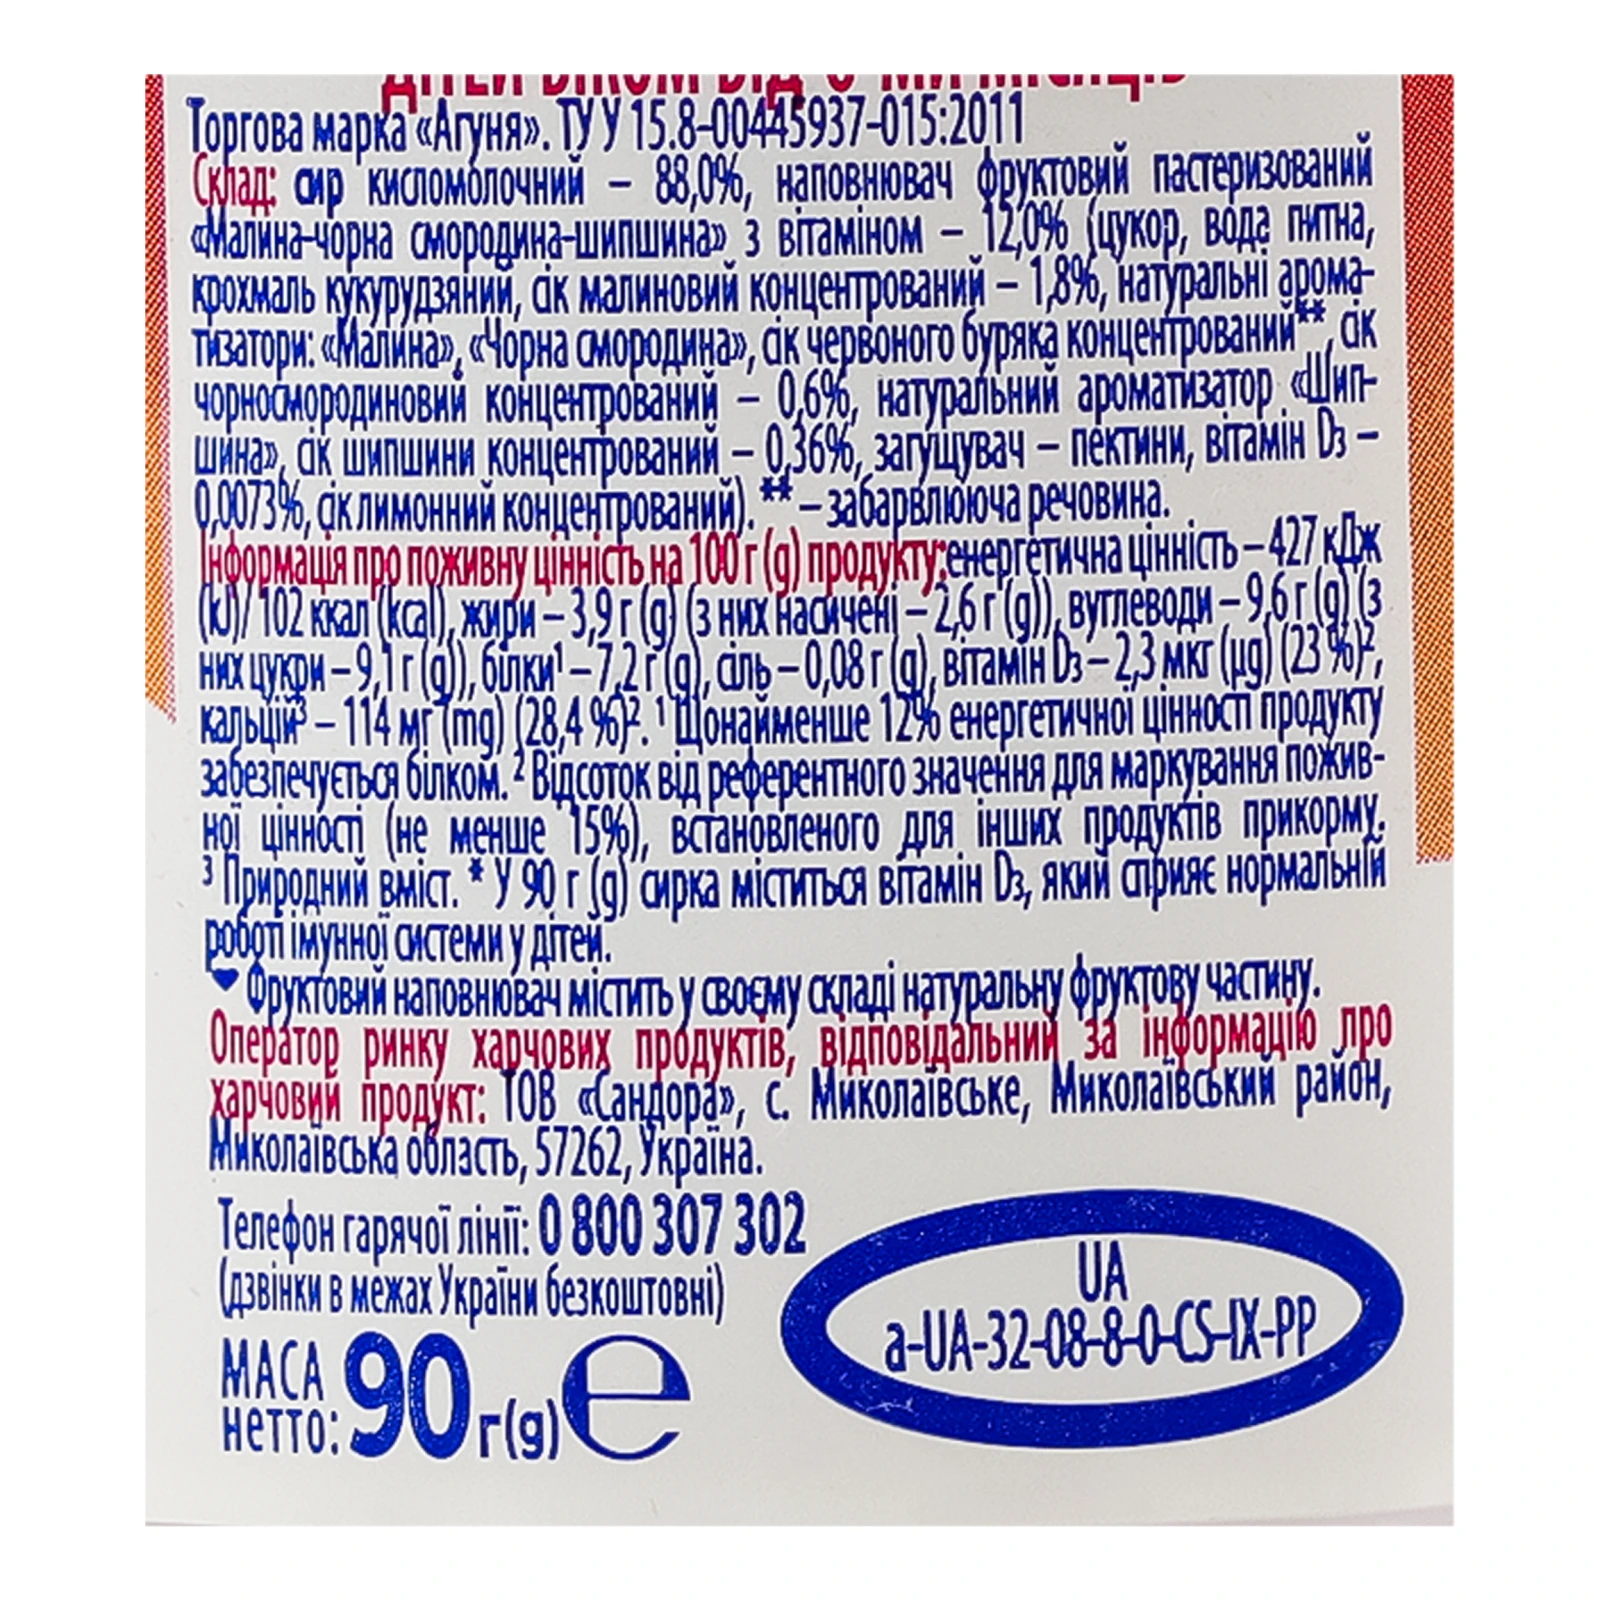 ДІТЕЙ ВІКОМ ВІД 6-МИ МІСЯЦІВ
Торгова марка «Агуня». ТУ У 15.8-00445937-015:2011
Склад: сир кисломолочний – 88,0%, наповнювач фруктовий пастеризований
«Малина-чорна смородина-шипшина» з вітаміном – 12,0% (цукор, вода питна,
крохмаль кукурудзяний, сік малиновий концентрований – 1,8%, натуральні арома-
тизатори: «Малина», «Чорна смородина», сік червоного буряка концентрований**, сік
чорносмородиновий концентрований – 0,6%, натуральний ароматизатор «Шип-
шина», сік шипшини концентрований – 0,36%, загущувач – пектини, вітамін D3 –
0,0073%, сік лимонний концентрований). ** – забарвлююча речовина.
Інформація про поживну цінність на 100 г (g) продукту:енергетична цінність – 427 кДж
(kJ)/ 102 ккал (kcal), жири – 3,9 г (g) (з них насичені – 2,6 г (g)), вуглеводи – 9,6 г (g) (з
них цукри – 9,1 г (g)), білки¹ – 7,2 г (g), сіль – 0,08 г (g), вітамін D3 – 2,3 мкг (µg) (23 %)²,
кальцій³ – 114 мг (mg) (28,4 %)². ¹ Щонайменше 12% енергетичної цінності продукту
забезпечується білком. ² Відсоток від референтного значення для маркування пожив-
ної цінності (не менше 15%), встановленого для інших продуктів прикорму.
³ Природний вміст. * У 90 г (g) сирка міститься вітамін D3, який сприяє нормальній
роботі імунної системи у дітей.
Фруктовий наповнювач містить у своєму складі натуральну фруктову частину.
Оператор ринку харчових продуктів, відповідальний за інформацію про
харчовий продукт: ТОВ «Сандора», с. Миколаївське, Миколаївський район,
Миколаївська область, 57262, Україна.
Телефон гарячої лінії: 0 800 307 302
(дзвінки в межах України безкоштовні)
МАСА
НЕТТО: 90 г(g) e
UA
a-UA-32-08-8-0-CS-IX-PP